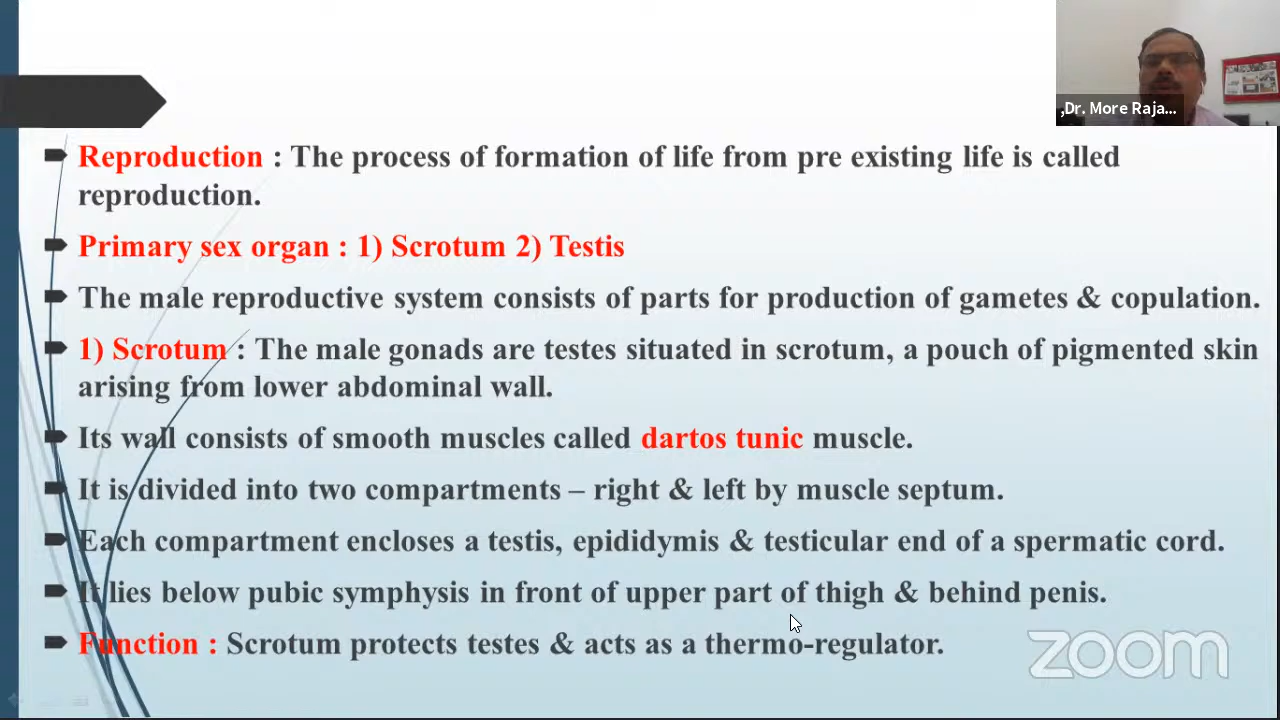 ,Dr. More Raja...
Reproduction : The process of formation of life from pre existing life is called
reproduction.
Primary sex organ : 1) Scrotum 2) Testis
The male reproductive system consists of parts for production of gametes & copulation.
1) Scrotum : The male gonads are testes situated in scrotum, a pouch of pigmented skin
arising from lower abdominal wall.
Its wall consists of smooth muscles called dartos tunic muscle.
It is divided into two compartments – right & left by muscle septum.
Each compartment encloses a testis, epididymis & testicular end of a spermatic cord.
It lies below pubic symphysis in front of upper part of thigh & behind penis.
Function : Scrotum protects testes & acts as a thermo-regulator.
zoom